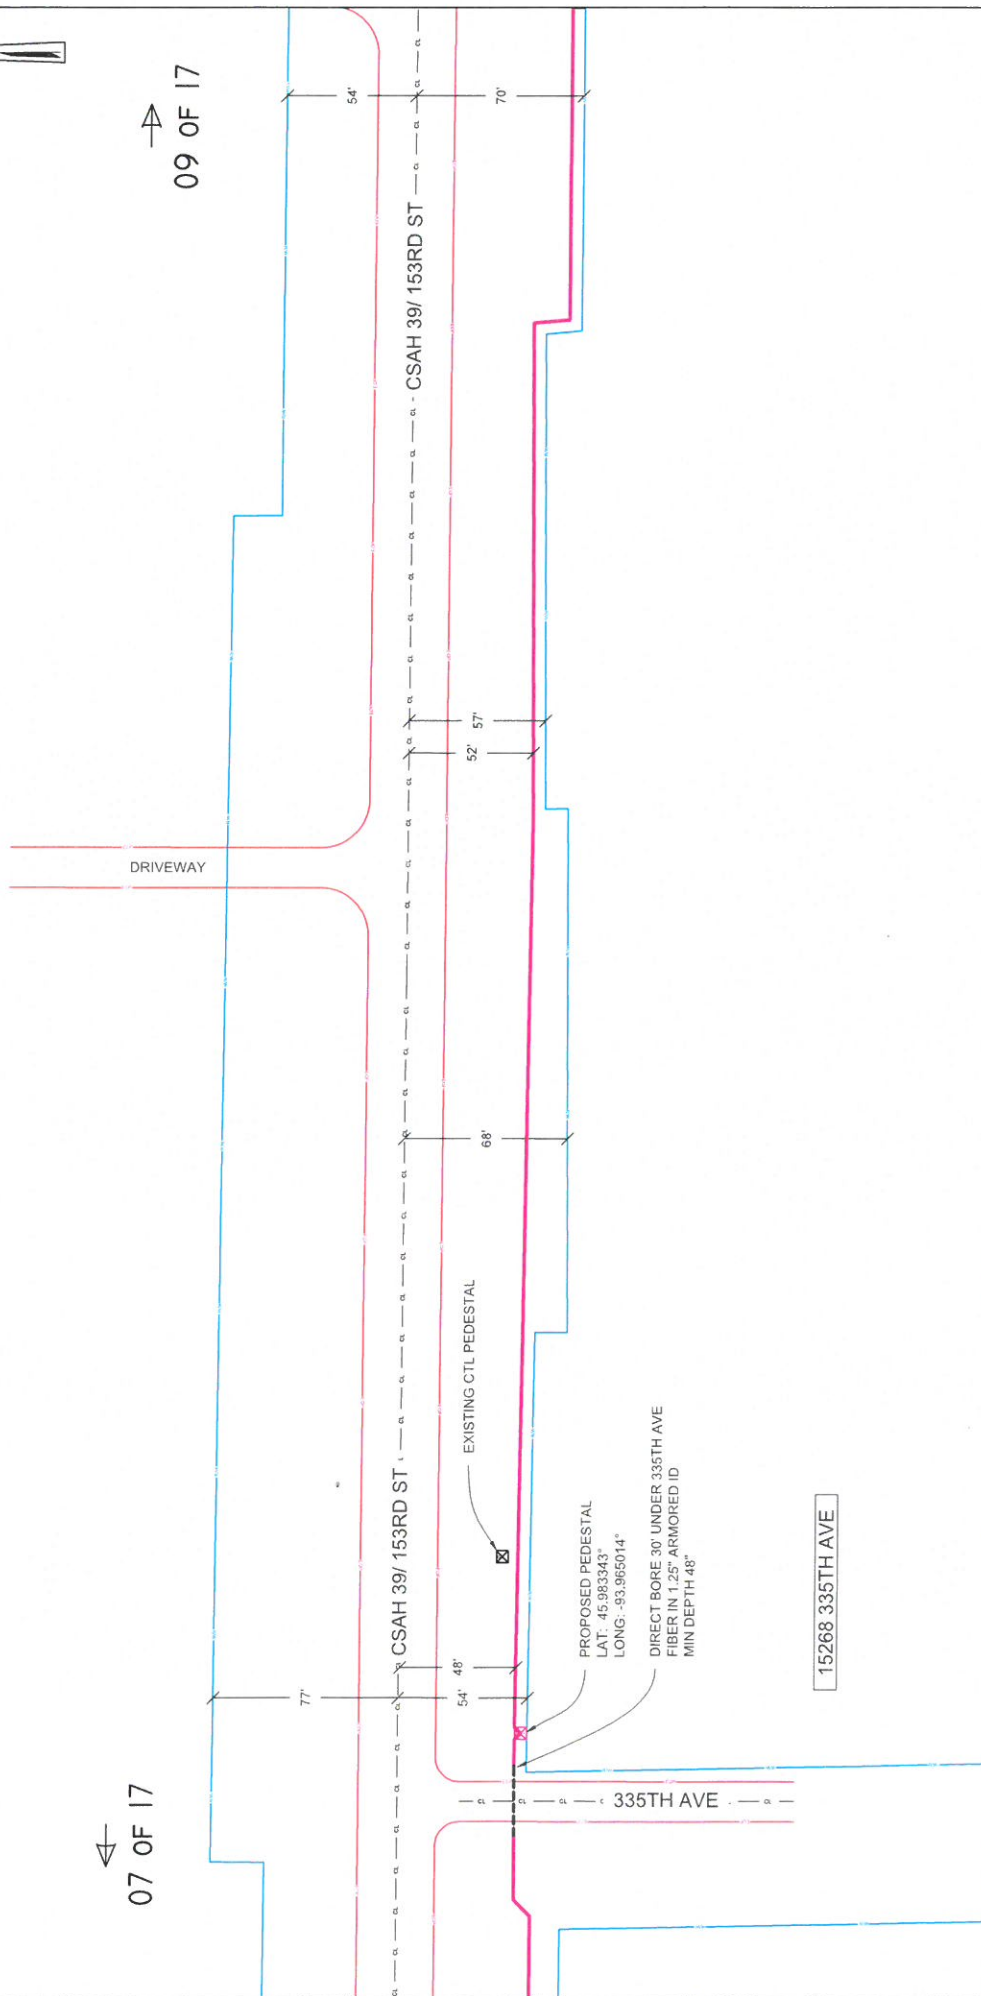 09 OF 17
54'
70'
CSAH 39/ 153RD ST
57'
52'
DRIVEWAY
68'
EXISTING CTL PEDESTAL
CSAH 39/ 153RD ST
48'
54'
77'
PROPOSED PEDESTAL
LAT: 45.983343°
LONG: -93.965014°
DIRECT BORE 30' UNDER 335TH AVE
FIBER IN 1.25" ARMORED ID
MIN DEPTH 48"
15268 335TH AVE
07 OF 17
335TH AVE